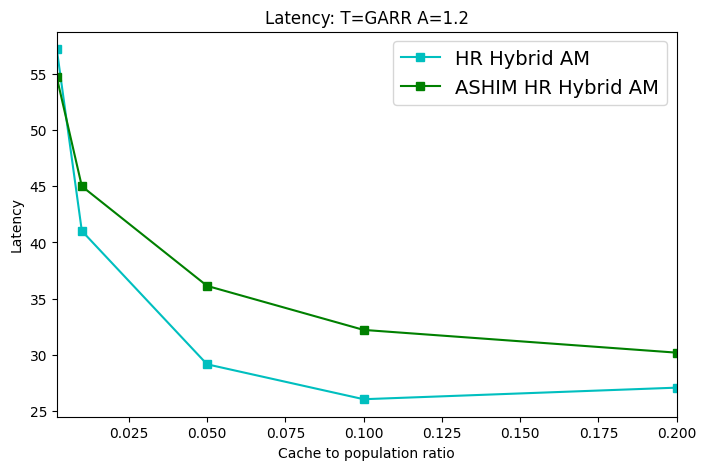 Latency: T=GARR A=1.2
HR Hybrid AM
ASHIM HR Hybrid AM
Latency
55
50
45
40
35
30
25
0.025 0.050 0.075 0.100 0.125 0.150 0.175 0.200
Cache to population ratio